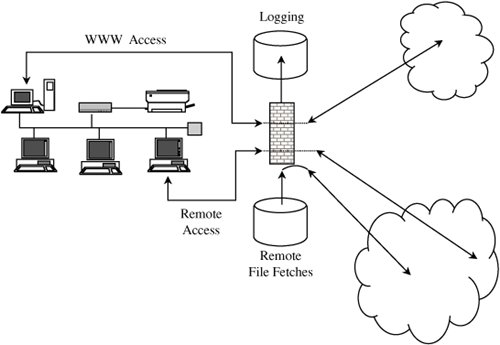 Logging
WWW Access
Remote
Access
Remote
File Fetches